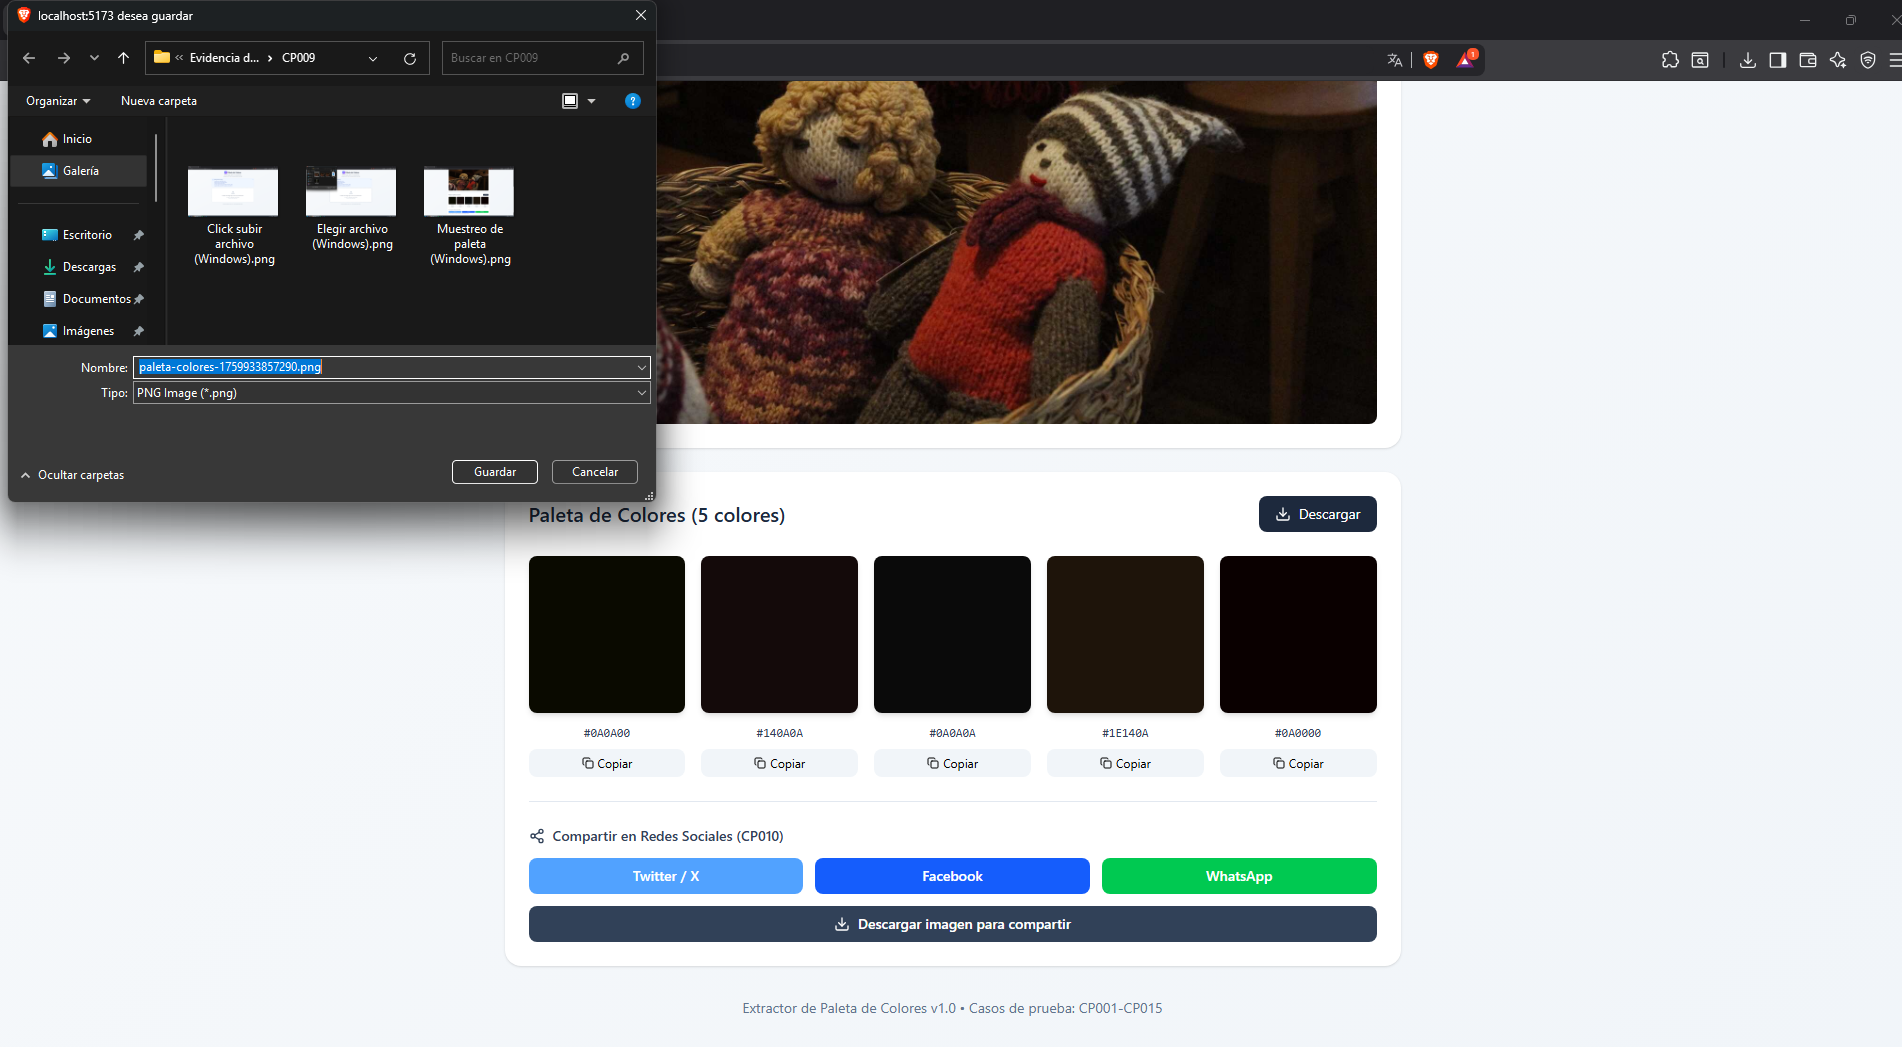 localhost:5173 desea guardar
« Evidencia d... › CP009
Buscar en CP009
1
Organizar
Nueva carpeta
?
Inicio
Galería
Escritorio
Descargas
Documentos
Imágenes
Click subir
archivo
(Windows).png
Elegir archivo
(Windows).png
Muestreo de
paleta
(Windows).png
Nombre: paleta-colores-1759933857290.png
Tipo: PNG Image (*.png)
Ocultar carpetas
Guardar
Cancelar
Paleta de Colores (5 colores)
Descargar
#0A0A00
#140A0A
#0A0A0A
#1E140A
#0A0000
Copiar
Copiar
Copiar
Copiar
Copiar
Compartir en Redes Sociales (CP010)
Twitter / X
Facebook
WhatsApp
Descargar imagen para compartir
Extractor de Paleta de Colores v1.0 • Casos de prueba: CP001-CP015